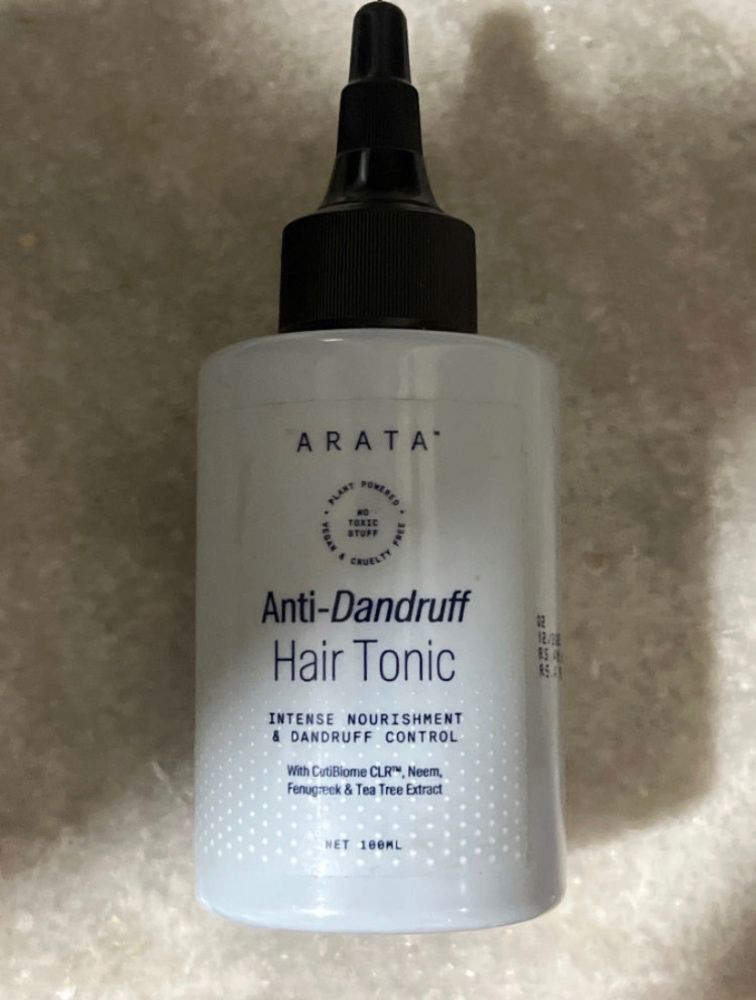 ARATA™
PLANT POWERED
NO
TOXIC
STUFF
VEGAN & CRUELTY FREE
Anti-Dandruff
Hair Tonic
INTENSE NOURISHMENT
& DANDRUFF CONTROL
With CutiBiome CLR™, Neem,
Fenugreek & Tea Tree Extract
NET 100ML
02